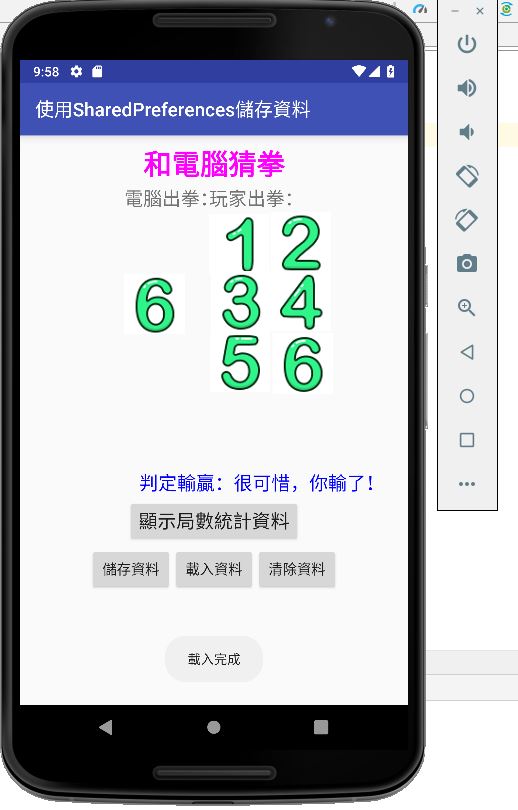 9:58
使用SharedPreferences儲存資料
和電腦猜拳
電腦出拳:玩家出拳:
1 2
6 3 4
5 6
判定輸贏：很可惜，你輸了!
顯示局數統計資料
儲存資料 載入資料 清除資料
載入完成